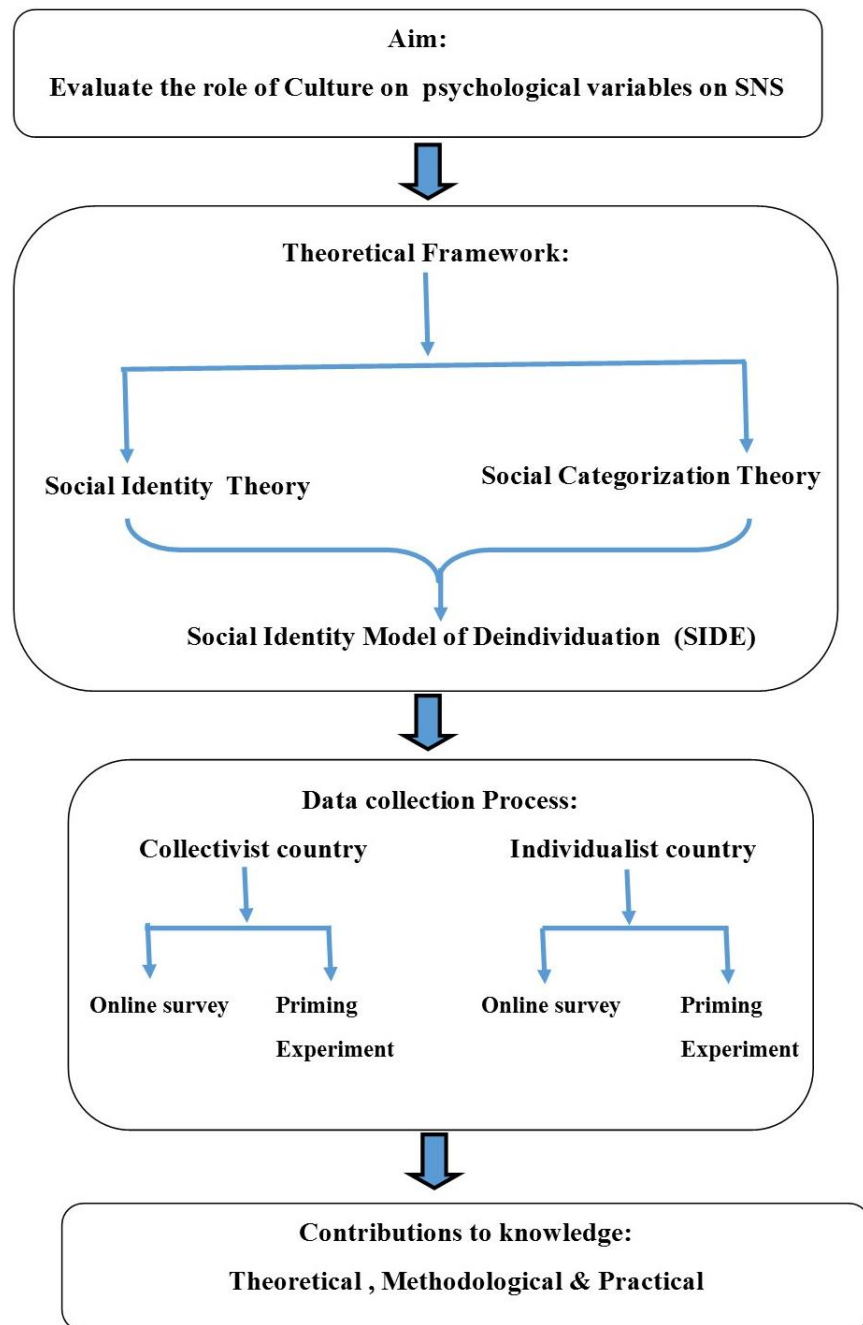 Aim:
Evaluate the role of Culture on psychological variables on SNS
Theoretical Framework:
Social Identity Theory
Social Categorization Theory
Social Identity Model of Deindividuation (SIDE)
Data collection Process:
Collectivist country
Individualist country
Online survey
Priming
Experiment
Online survey
Priming
Experiment
Contributions to knowledge:
Theoretical , Methodological & Practical